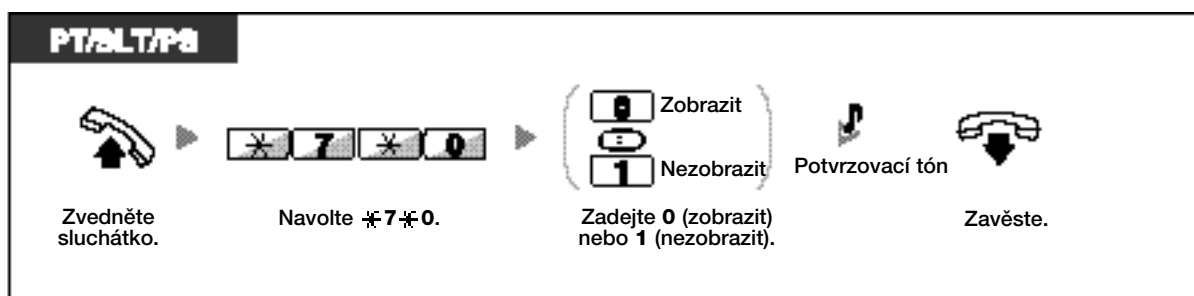 PT/SLT/PS
0 Zobrazit
* 7 * 0
1 Nezobrazit
Potvrzovací tón
Zvedněte
sluchátko.
Navolte *7*0.
Zadejte 0 (zobrazit)
nebo 1 (nezobrazit).
Zavěste.